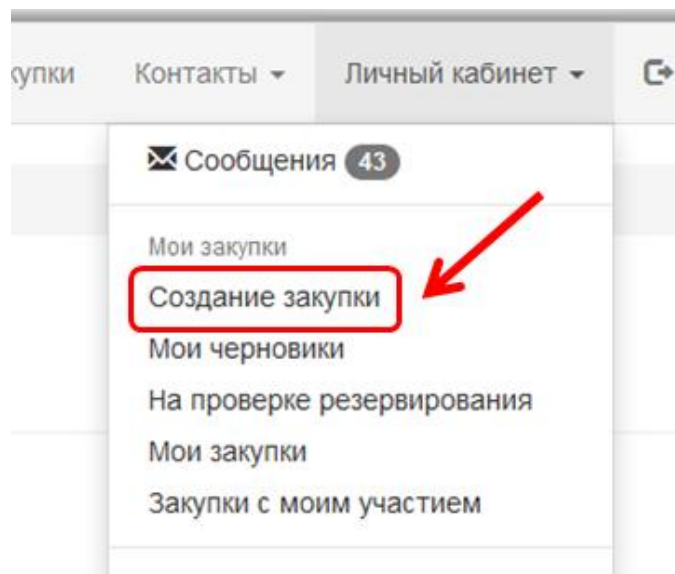 купки Контакты Личный кабинет
Сообщения 43
Мои закупки
Создание закупки
Мои черновики
На проверке резервирования
Мои закупки
Закупки с моим участием